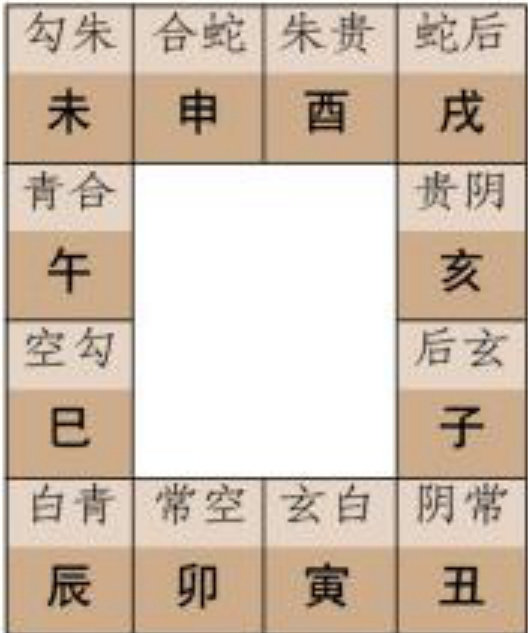 勾朱 合蛇 朱贵 蛇后
未 申 酉 戌
青合 贵阴
午 亥
空勾 后玄
巳 子
白青 常空 玄白 阴常
辰 卯 寅 丑